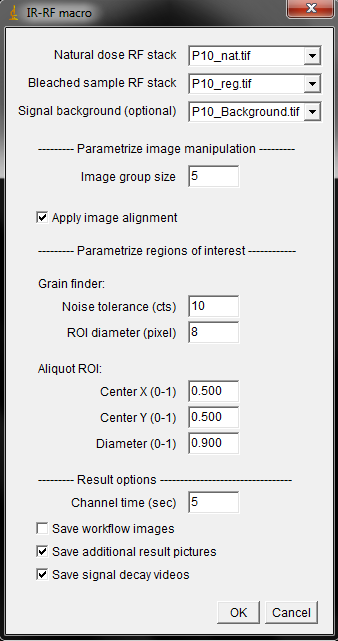 IR-RF macro
Natural dose RF stack P10_nat.tif
Bleached sample RF stack P10_reg.tif
Signal background (optional) P10_Background.tif
--------- Parametrize image manipulation ---------
Image group size 5
Apply image alignment
--------- Parametrize regions of interest ------------
Grain finder:
Noise tolerance (cts) 10
ROI diameter (pixel) 8
Aliquot ROI:
Center X (0-1) 0.500
Center Y (0-1) 0.500
Diameter (0-1) 0.900
--------- Result options ---------------------------------
Channel time (sec) 5
Save workflow images
Save additional result pictures
Save signal decay videos
OK Cancel